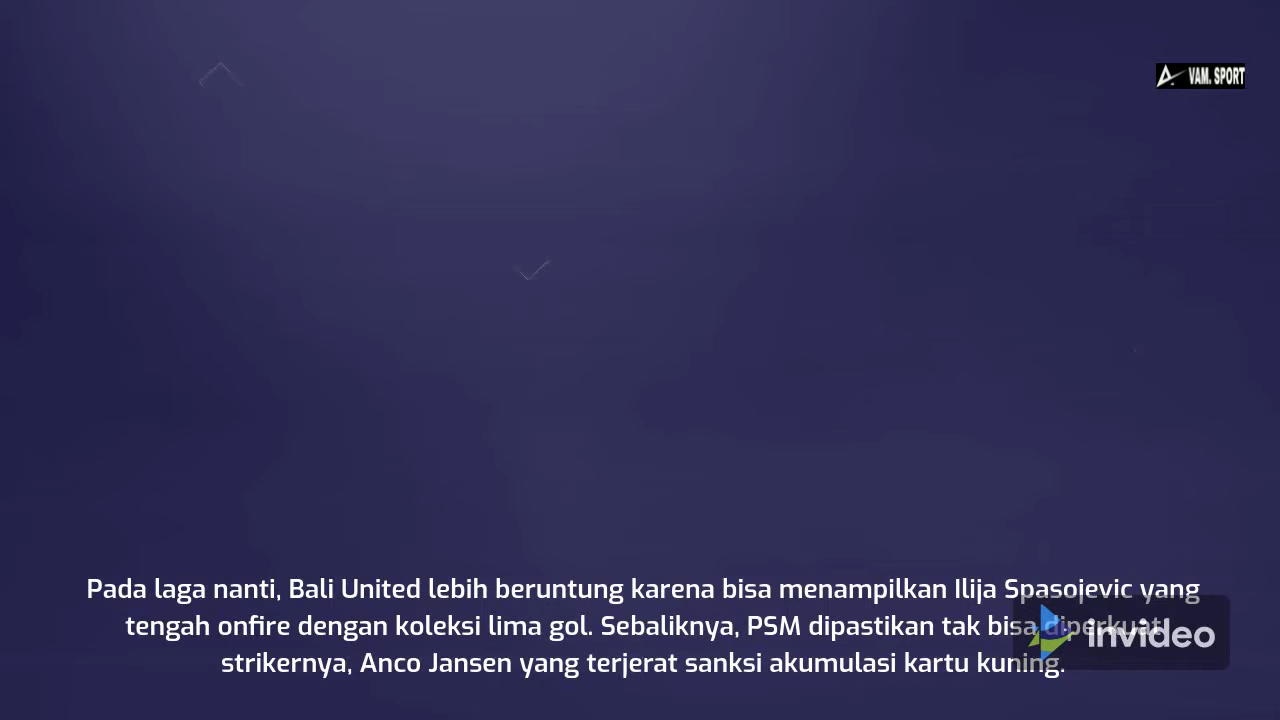 VAM. SPORT
Pada laga nanti, Bali United lebih beruntung karena bisa menampilkan Ilija Spasojevic yang
tengah onfire dengan koleksi lima gol. Sebaliknya, PSM dipastikan tak bisa diperkuat
strikernya, Anco Jansen yang terjerat sanksi akumulasi kartu kuning.
invideo